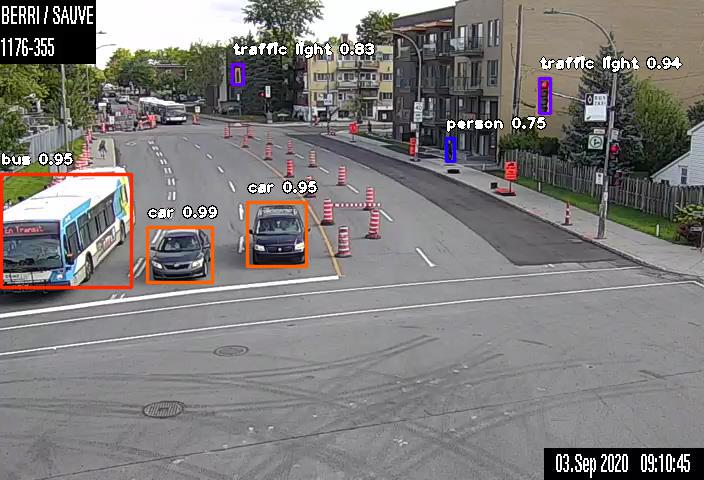 BERRI / SAUVE
1176-355
traffic light 0.83
traffic light 0.94
person 0.75
bus 0.95
car 0.95
car 0.99
En Transit
03.Sep 2020 09:10:45